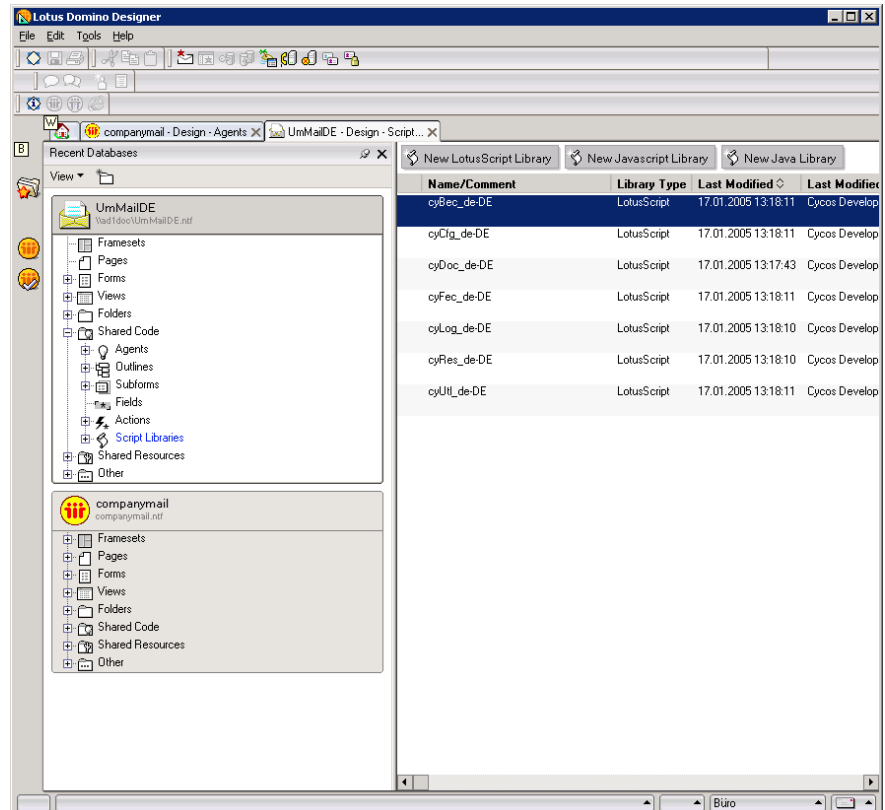 Lotus Domino Designer
File Edit Tools Help
W
companymail - Design - Agents UmMailDE - Design - Script...
B
Recent Databases
View
New LotusScript Library New Javascript Library New Java Library
Name/Comment Library Type Last Modified Last Modified
UmMailDE
\\ad1doc\UmMailDE.ntf
Framesets
Pages
Forms
Views
Folders
Shared Code
Agents
Outlines
Subforms
Fields
Actions
Script Libraries
Shared Resources
Other
companymail
companymail.ntf
Framesets
Pages
Forms
Views
Folders
Shared Code
Shared Resources
Other
cyBec_de-DE LotusScript 17.01.2005 13:18:11 Cycos Develop
cyCfg_de-DE LotusScript 17.01.2005 13:18:11 Cycos Develop
cyDoc_de-DE LotusScript 17.01.2005 13:17:43 Cycos Develop
cyFec_de-DE LotusScript 17.01.2005 13:18:11 Cycos Develop
cyLog_de-DE LotusScript 17.01.2005 13:18:10 Cycos Develop
cyRes_de-DE LotusScript 17.01.2005 13:18:10 Cycos Develop
cyUtl_de-DE LotusScript 17.01.2005 13:18:11 Cycos Develop
Büro